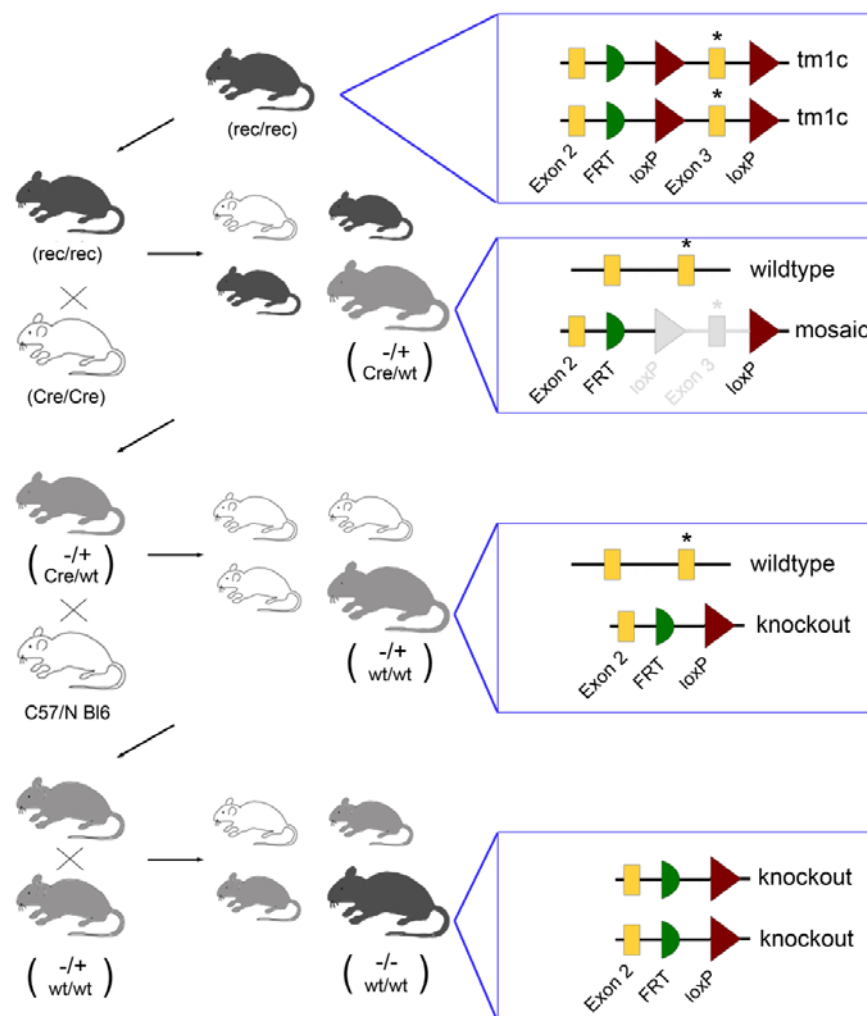 *
tm1c
(rec/rec)
*
tm1c
Exon 2 FRT loxP Exon 3 loxP
(rec/rec)
*
wildtype
*
mosaic
( -/+ Cre/wt )
Exon 2 FRT loxP Exon 3 loxP
(Cre/Cre)
*
wildtype
( -/+ Cre/wt )
knockout
( -/+ wt/wt )
Exon 2 FRT loxP
C57/N Bl6
knockout
knockout
( -/+ wt/wt )
( -/- wt/wt )
Exon 2 FRT loxP